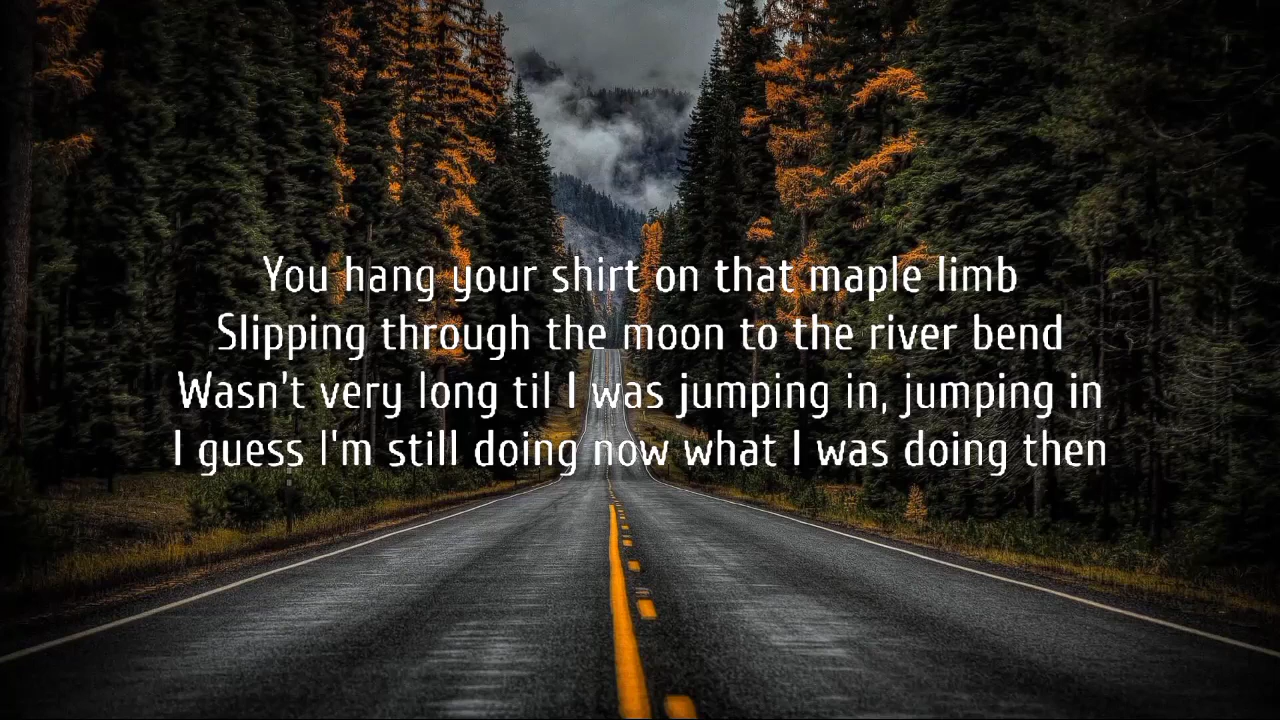 You hang your shirt on that maple limb
Slipping through the moon to the river bend
Wasn't very long til I was jumping in, jumping in
I guess I'm still doing now what I was doing then